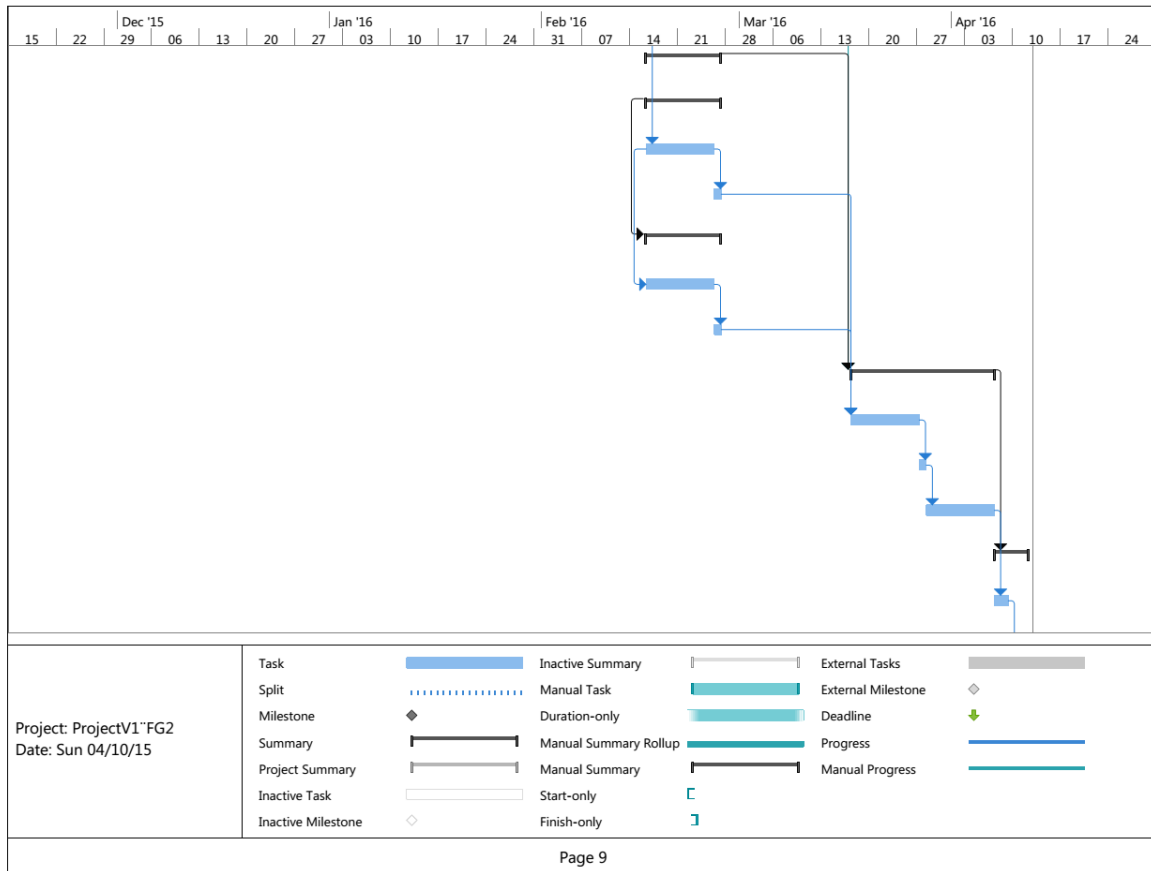 Dec '15 Jan '16 Feb '16 Mar '16 Apr '16
15 22 29 06 13 20 27 03 10 17 24 31 07 14 21 28 06 13 20 27 03 10 17 24
Project: ProjectV1¨FG2
Date: Sun 04/10/15
Task
Split
Milestone
Summary
Project Summary
Inactive Task
Inactive Milestone
Inactive Summary
Manual Task
Duration-only
Manual Summary Rollup
Manual Summary
Start-only
Finish-only
External Tasks
External Milestone
Deadline
Progress
Manual Progress
Page 9